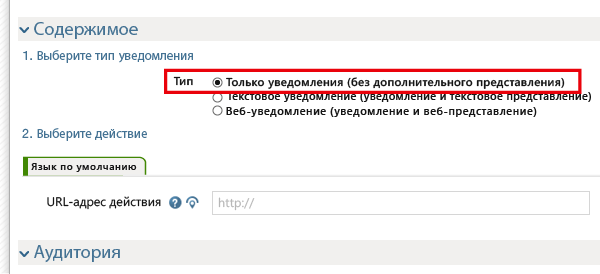 Содержимое
1. Выберите тип уведомления
Тип Только уведомления (без дополнительного представления)
Текстовое уведомление (уведомление и текстовое представление)
Веб-уведомление (уведомление и веб-представление)
2. Выберите действие
Язык по умолчанию
URL-адрес действия ? http://
Аудитория